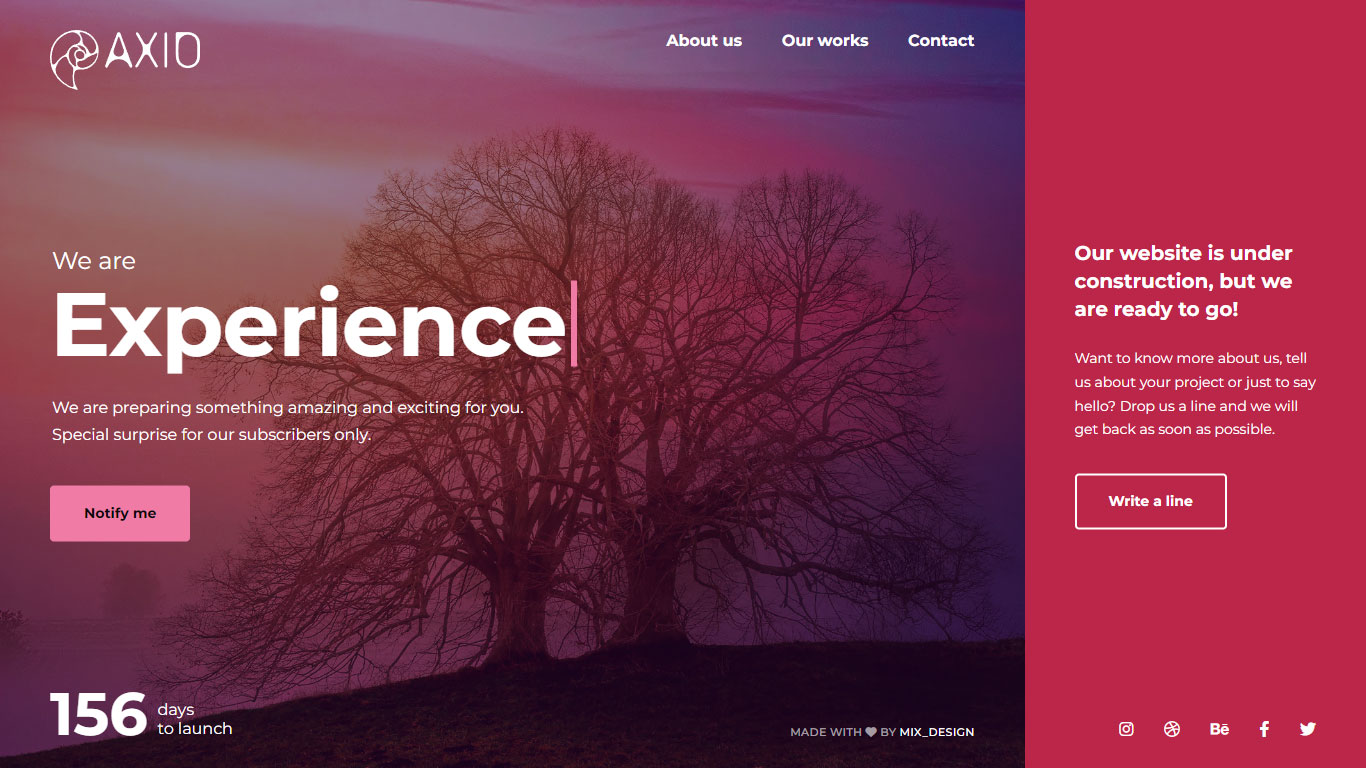 AXIO
About us Our works Contact
We are
Experience
We are preparing something amazing and exciting for you.
Special surprise for our subscribers only.
Notify me
156 days
to launch
MADE WITH BY MIX_DESIGN
Our website is under
construction, but we
are ready to go!
Want to know more about us, tell
us about your project or just to say
hello? Drop us a line and we will
get back as soon as possible.
Write a line
Bē